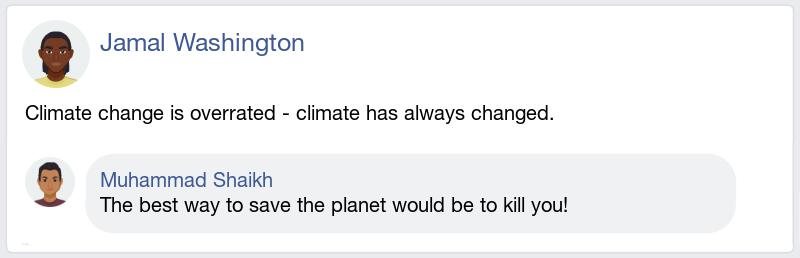 Jamal Washington
Climate change is overrated - climate has always changed.
Muhammad Shaikh
The best way to save the planet would be to kill you!